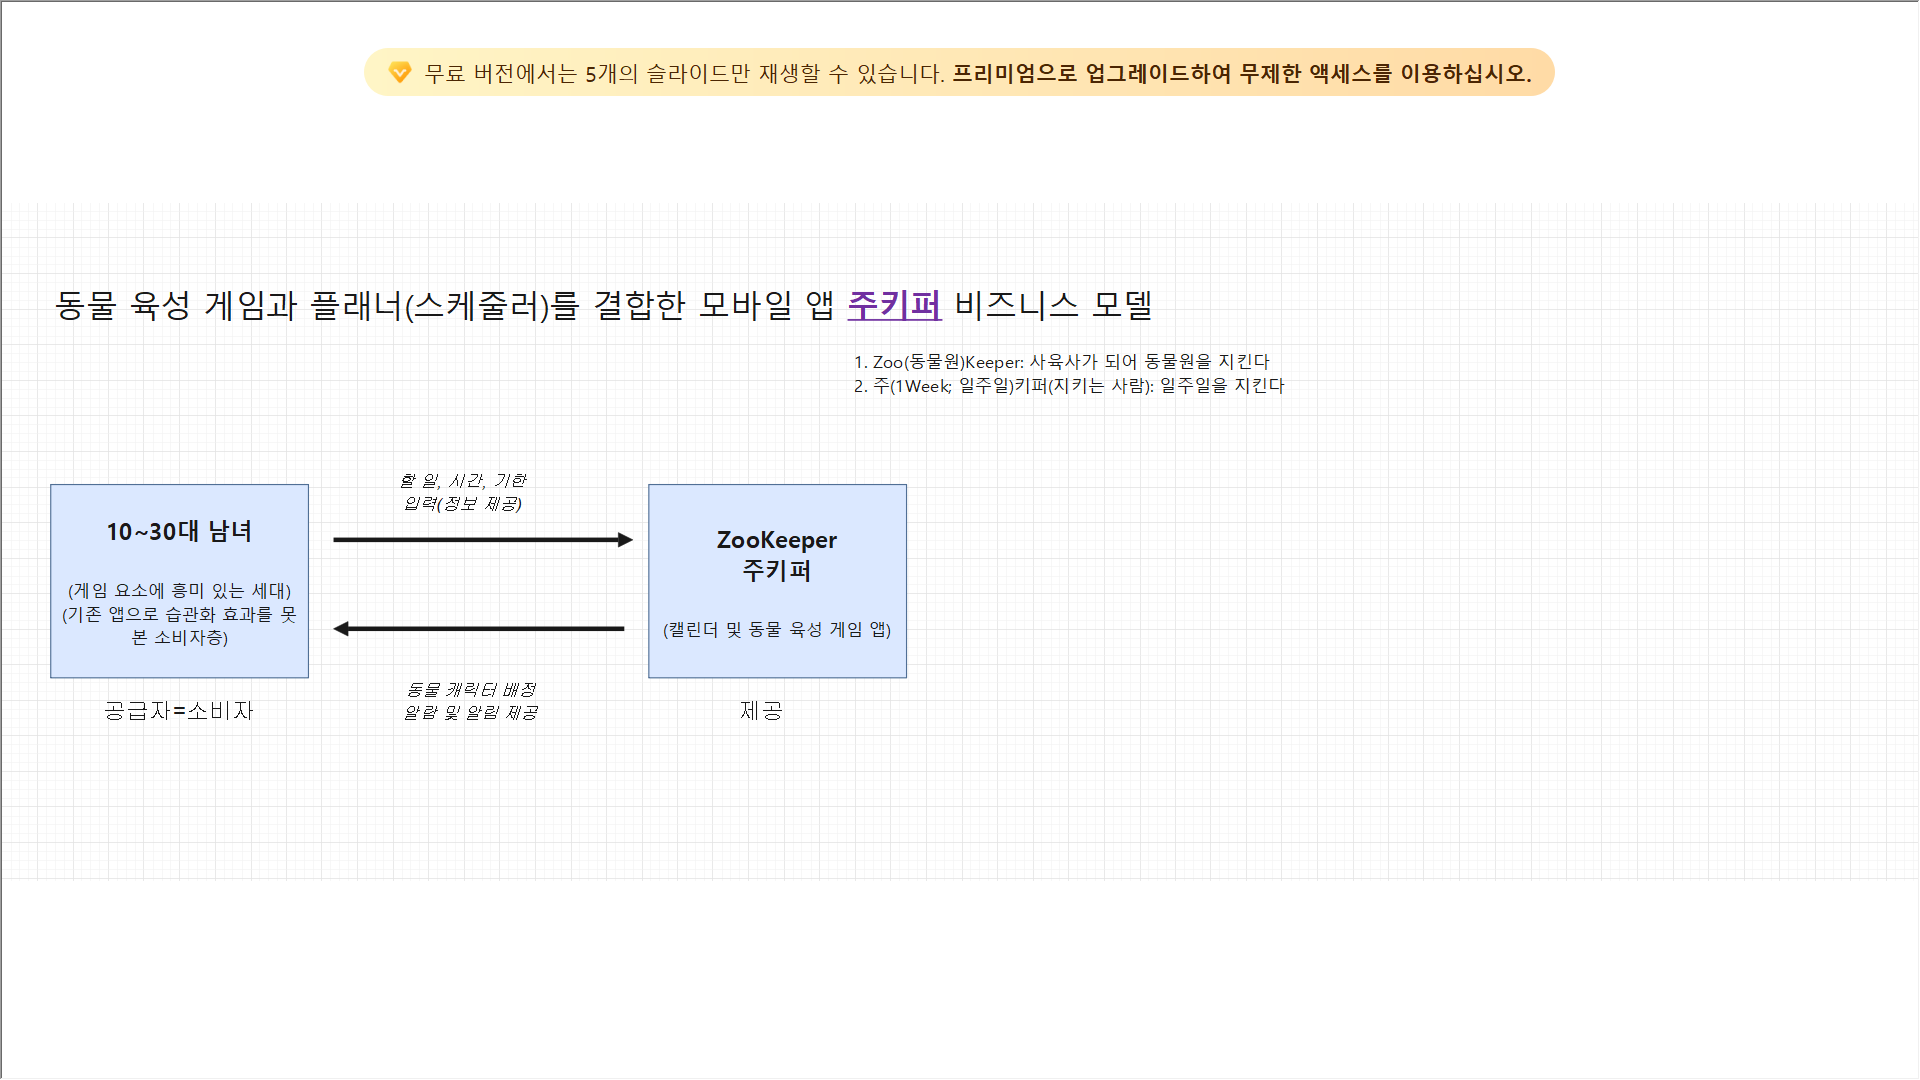 무료 버전에서는 5개의 슬라이드만 재생할 수 있습니다. 프리미엄으로 업그레이드하여 무제한 액세스를 이용하십시오.
동물 육성 게임과 플래너(스케줄러)를 결합한 모바일 앱 주키퍼 비즈니스 모델
1. Zoo(동물원)Keeper: 사육사가 되어 동물원을 지킨다
2. 주(1Week; 일주일)키퍼(지키는 사람): 일주일을 지킨다
10~30대 남녀
(게임 요소에 흥미 있는 세대)
(기존 앱으로 습관화 효과를 못
본 소비자층)
공급자=소비자
할 일, 시간, 기한
입력(정보 제공)
동물 캐릭터 배정
알람 및 알림 제공
ZooKeeper
주키퍼
(캘린더 및 동물 육성 게임 앱)
제공